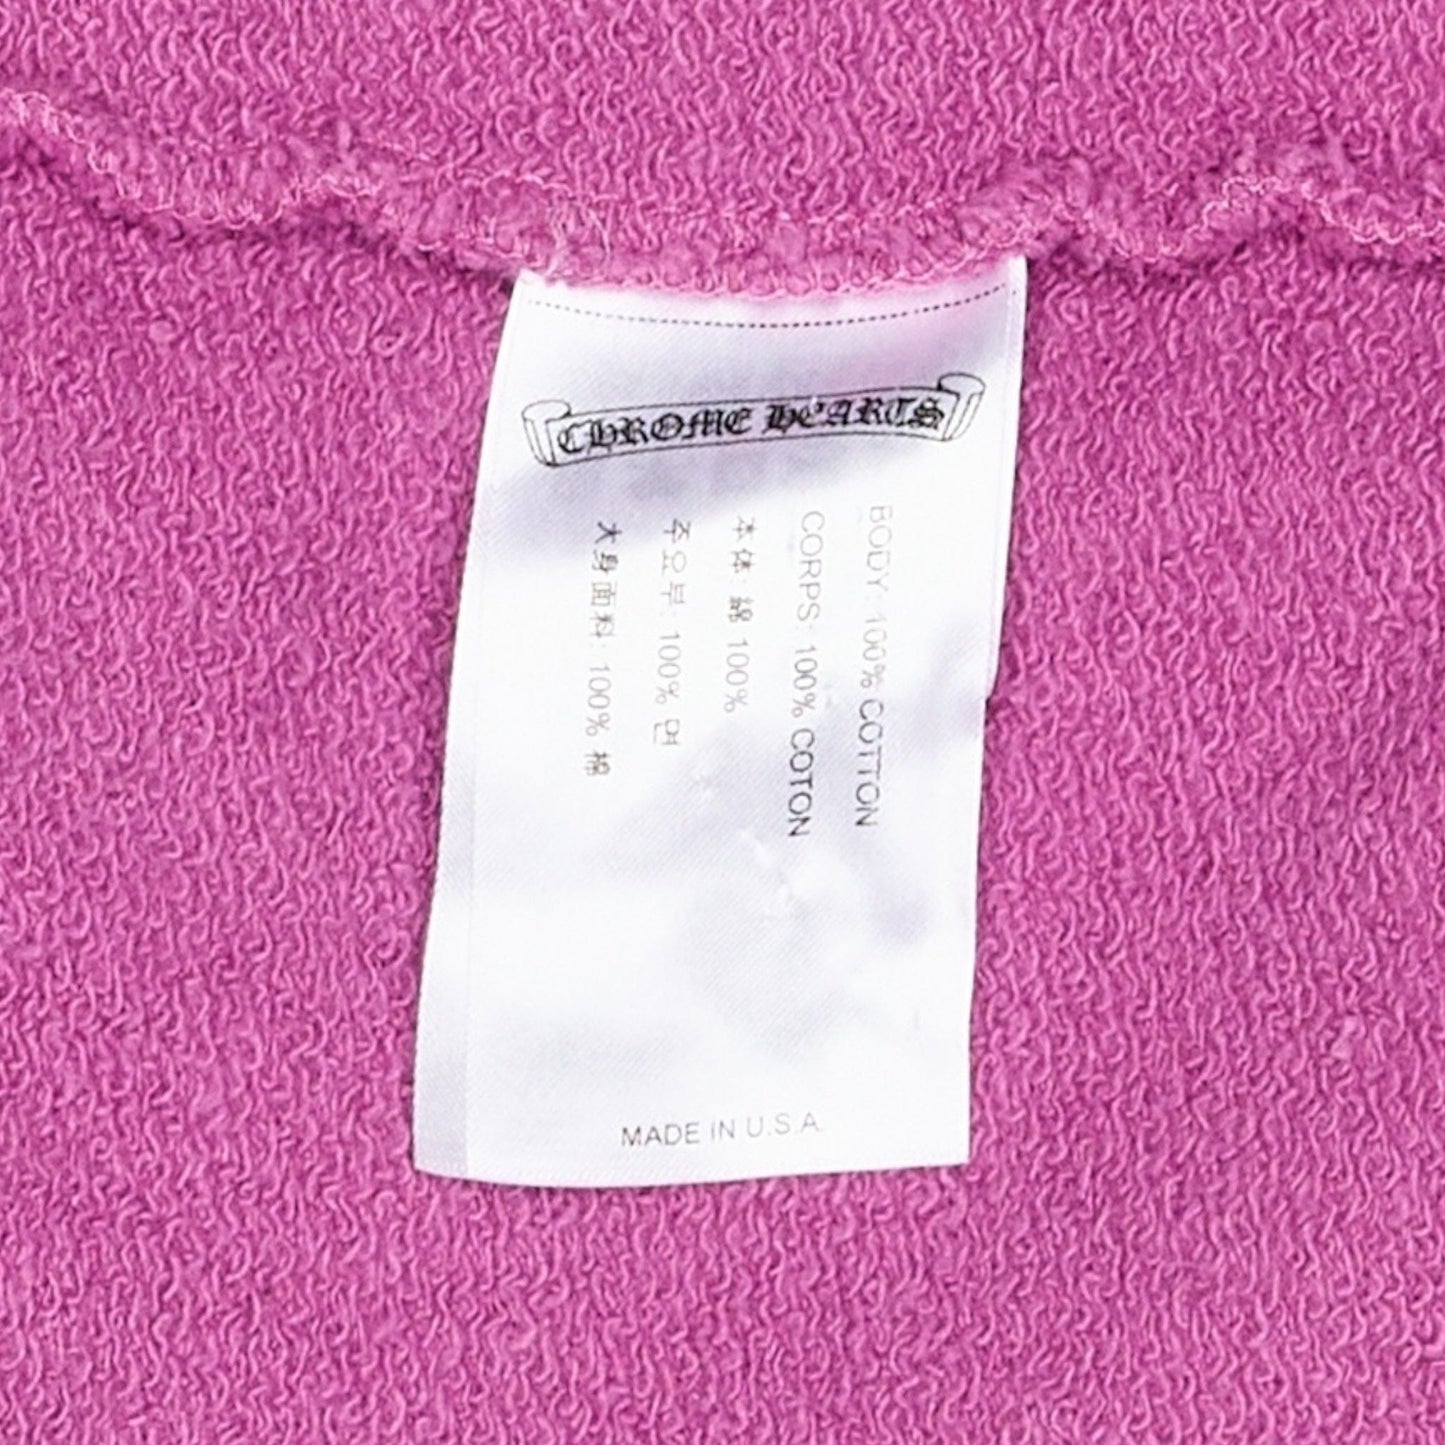 CHROME HEARTS
BODY: 100% COTTON
CORPS: 100% COTON
本体: 綿 100%
주요부: 100% 면
大身面料: 100% 棉
MADE IN U.S.A.